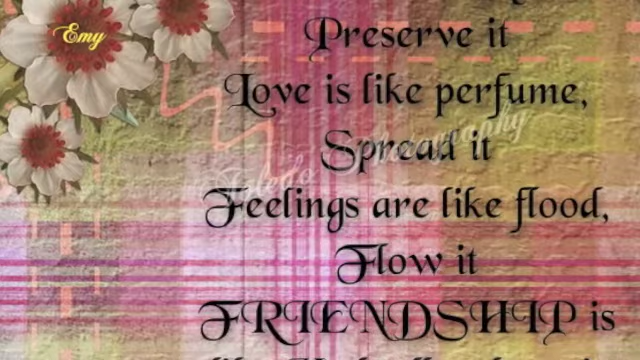 Emy
Preserve it
Love is like perfume,
Spread it
Feelings are like flood,
Flow it
FRIENDSHIP is